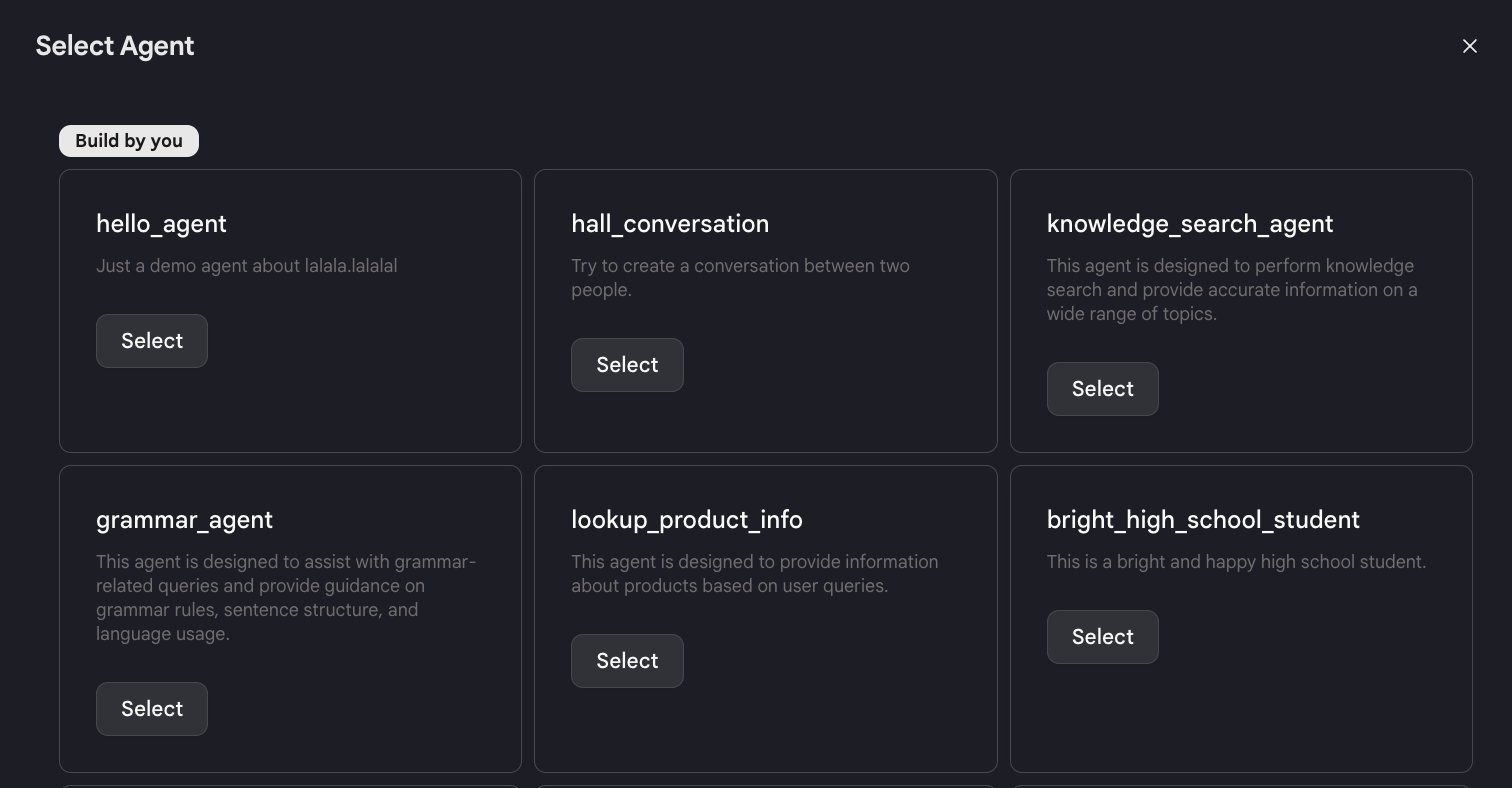 Select Agent
Build by you
hello_agent
Just a demo agent about lalala.lalalal
Select
hall_conversation
Try to create a conversation between two
people.
Select
knowledge_search_agent
This agent is designed to perform knowledge
search and provide accurate information on a
wide range of topics.
Select
grammar_agent
This agent is designed to assist with grammar-
related queries and provide guidance on
grammar rules, sentence structure, and
language usage.
Select
lookup_product_info
This agent is designed to provide information
about products based on user queries.
Select
bright_high_school_student
This is a bright and happy high school student.
Select